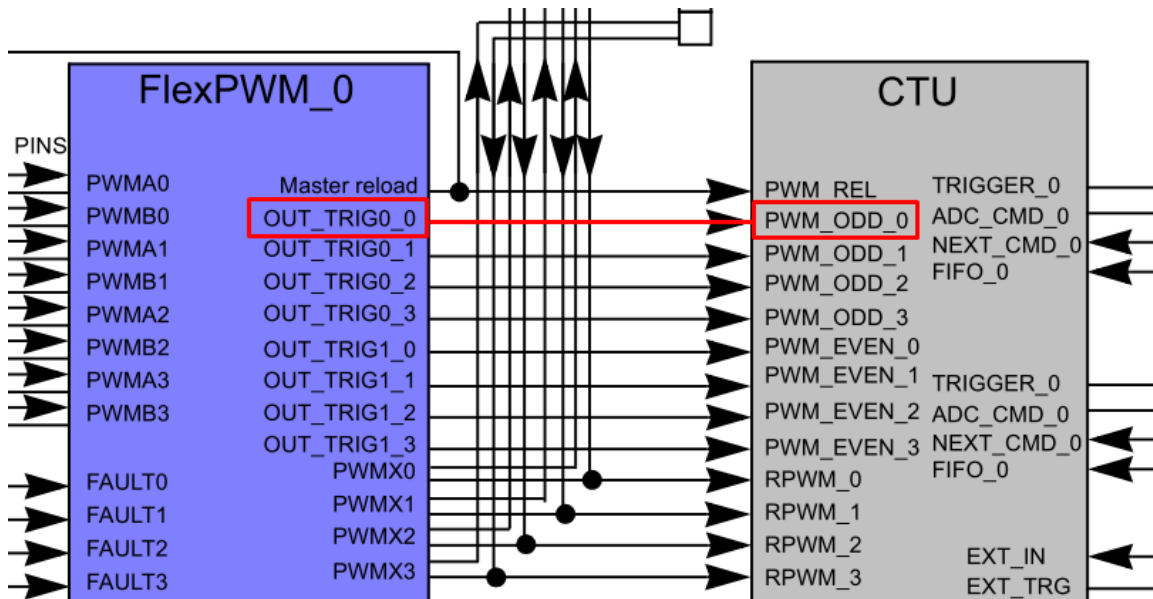 FlexPWM_0
PINS
PWMA0
PWMB0
PWMA1
PWMB1
PWMA2
PWMB2
PWMA3
PWMB3
FAULT0
FAULT1
FAULT2
FAULT3
Master reload
OUT_TRIG0_0
OUT_TRIG0_1
OUT_TRIG0_2
OUT_TRIG0_3
OUT_TRIG1_0
OUT_TRIG1_1
OUT_TRIG1_2
OUT_TRIG1_3
PWMX0
PWMX1
PWMX2
PWMX3
CTU
PWM_REL
PWM_ODD_0
PWM_ODD_1
PWM_ODD_2
PWM_ODD_3
PWM_EVEN_0
PWM_EVEN_1
PWM_EVEN_2
PWM_EVEN_3
RPWM_0
RPWM_1
RPWM_2
RPWM_3
TRIGGER_0
ADC_CMD_0
NEXT_CMD_0
FIFO_0
TRIGGER_0
ADC_CMD_0
NEXT_CMD_0
FIFO_0
EXT_IN
EXT_TRG